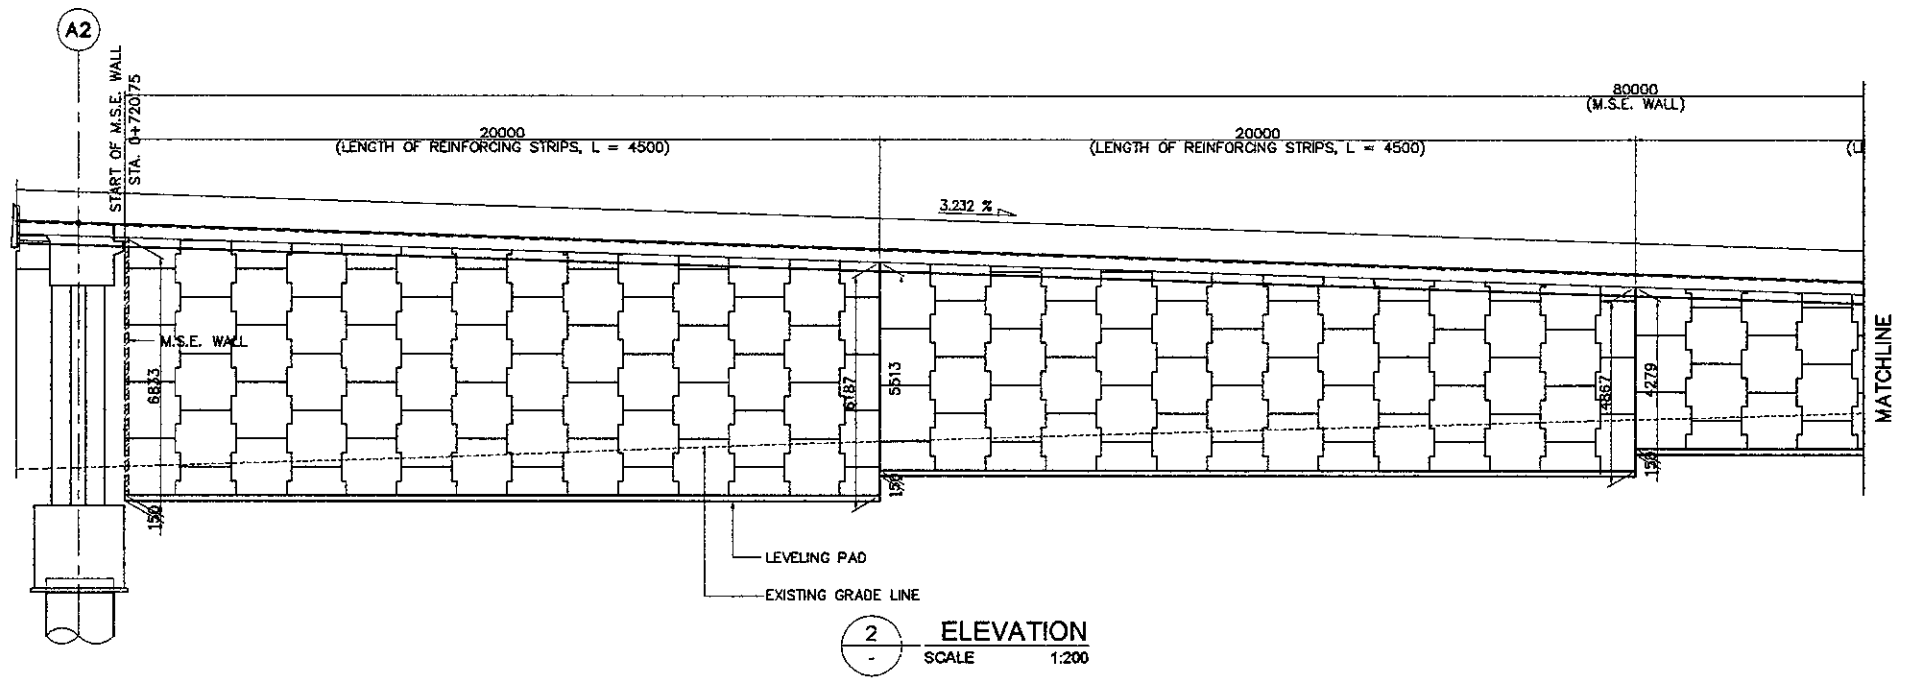 A2
START OF M.S.E. WALL
STA. 0+720.75
80000
(M.S.E. WALL)
20000
(LENGTH OF REINFORCING STRIPS, L = 4500)
20000
(LENGTH OF REINFORCING STRIPS, L = 4500)
3.232 %
M.S.E. WALL
6833
6187
5513
4867
4279
150
150
150
MATCHLINE
LEVELING PAD
EXISTING GRADE LINE
2
-
ELEVATION
SCALE 1:200